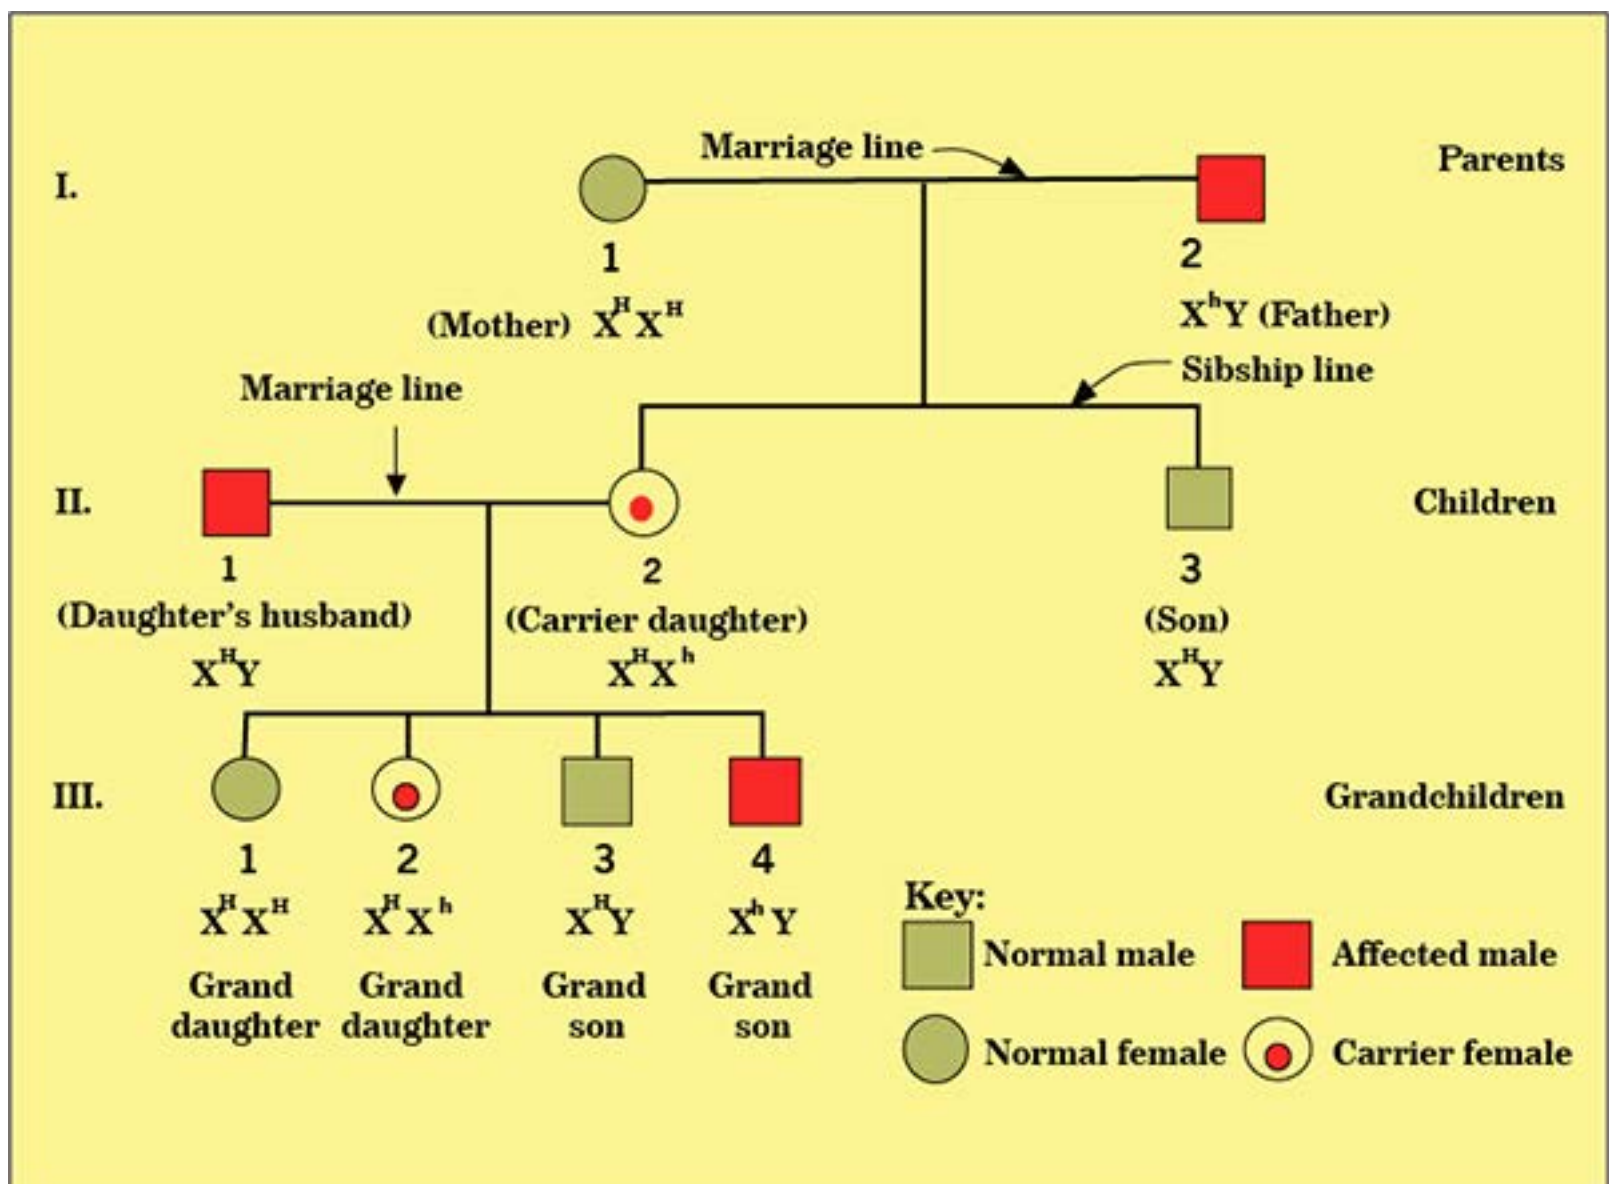 Marriage line
Parents
I.
1
2
(Mother) XᴴXᴴ
XʰY (Father)
Sibship line
Marriage line
II.
Children
1
2
3
(Daughter’s husband)
(Carrier daughter)
(Son)
XᴴY
XᴴXʰ
XᴴY
III.
Grandchildren
1
2
3
4
XᴴXᴴ
XᴴXʰ
XᴴY
XʰY
Grand
daughter
Grand
daughter
Grand
son
Grand
son
Key:
Normal male
Affected male
Normal female
Carrier female